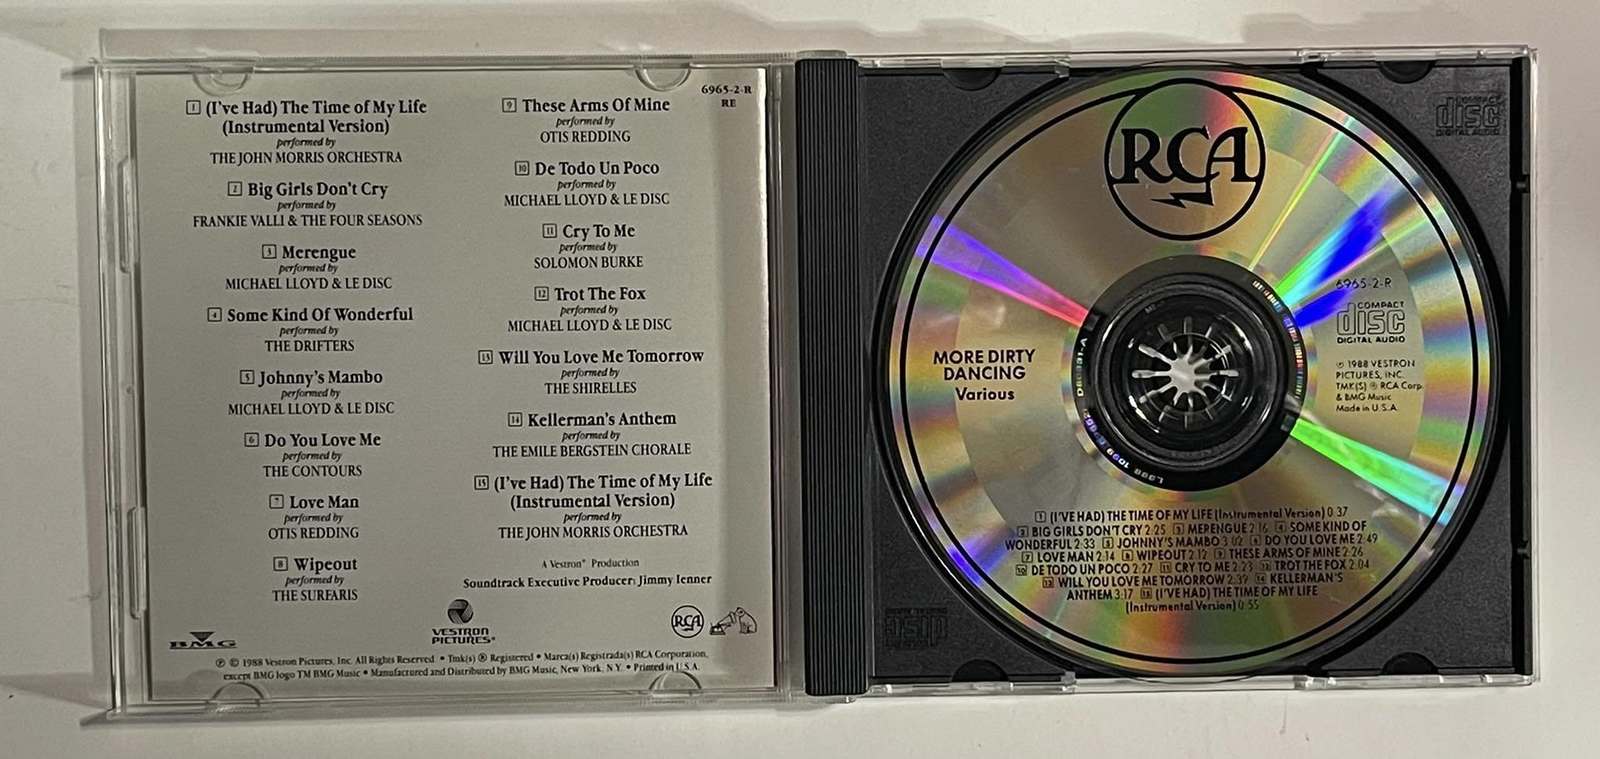 6965-2-R
RE
1 (I've Had) The Time of My Life
(Instrumental Version)
performed by
THE JOHN MORRIS ORCHESTRA
2 Big Girls Don't Cry
performed by
FRANKIE VALLI & THE FOUR SEASONS
3 Merengue
performed by
MICHAEL LLOYD & LE DISC
4 Some Kind Of Wonderful
performed by
THE DRIFTERS
5 Johnny's Mambo
performed by
MICHAEL LLOYD & LE DISC
6 Do You Love Me
performed by
THE CONTOURS
7 Love Man
performed by
OTIS REDDING
8 Wipeout
performed by
THE SURFARIS
9 These Arms Of Mine
performed by
OTIS REDDING
10 De Todo Un Poco
performed by
MICHAEL LLOYD & LE DISC
11 Cry To Me
performed by
SOLOMON BURKE
12 Trot The Fox
performed by
MICHAEL LLOYD & LE DISC
13 Will You Love Me Tomorrow
performed by
THE SHIRELLES
14 Kellerman's Anthem
performed by
THE EMILE BERGSTEIN CHORALE
15 (I've Had) The Time of My Life
(Instrumental Version)
performed by
THE JOHN MORRIS ORCHESTRA
A Vestron® Production
Soundtrack Executive Producer: Jimmy Ienner
BMG
VESTRON
PICTURES®
RCA
℗ © 1988 Vestron Pictures, Inc. All Rights Reserved • Tmk(s) ® Registered • Marca(s) Registrada(s) RCA Corporation,
except BMG logo TM BMG Music • Manufactured and Distributed by BMG Music, New York, N.Y. • Printed in U.S.A.
RCA
COMPACT
disc
DIGITAL AUDIO
6965-2-R
COMPACT
disc
DIGITAL AUDIO
℗ 1988 VESTRON
PICTURES, INC.
TMK(S) ® RCA Corp.
& BMG Music
Made in U.S.A.
MORE DIRTY
DANCING
Various
1 (I'VE HAD) THE TIME OF MY LIFE (Instrumental Version) 0:37
2 BIG GIRLS DON'T CRY 2:25 3 MERENGUE 2:16 4 SOME KIND OF
WONDERFUL 2:33 5 JOHNNY'S MAMBO 3:02 6 DO YOU LOVE ME 2:49
7 LOVE MAN 2:14 8 WIPEOUT 2:12 9 THESE ARMS OF MINE 2:26
10 DE TODO UN POCO 2:27 11 CRY TO ME 2:23 12 TROT THE FOX 2:04
13 WILL YOU LOVE ME TOMORROW 2:39 14 KELLERMAN'S
ANTHEM 3:17 15 (I'VE HAD) THE TIME OF MY LIFE
(Instrumental Version) 0:55